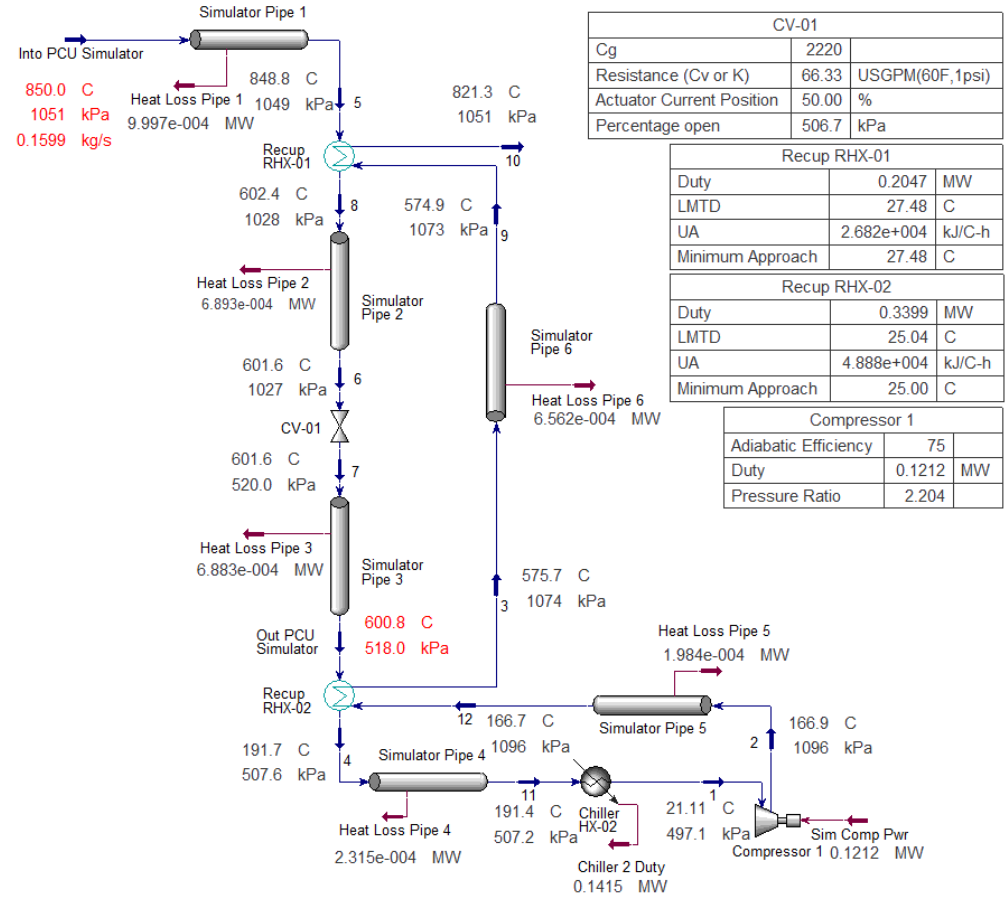 Simulator Pipe 1
Into PCU Simulator
850.0 C
1051 kPa
0.1599 kg/s
Heat Loss Pipe 1
9.997e-004 MW
848.8 C
1049 kPa
5
821.3 C
1051 kPa
10
Recup
RHX-01
602.4 C
1028 kPa
8
574.9 C
1073 kPa
9
Heat Loss Pipe 2
6.893e-004 MW
Simulator
Pipe 2
601.6 C
1027 kPa
6
CV-01
601.6 C
520.0 kPa
7
Simulator
Pipe 6
Heat Loss Pipe 6
6.562e-004 MW
Heat Loss Pipe 3
6.883e-004 MW
Simulator
Pipe 3
575.7 C
1074 kPa
3
Out PCU
Simulator
600.8 C
518.0 kPa
Recup
RHX-02
Heat Loss Pipe 5
1.984e-004 MW
Simulator Pipe 5
12
166.7 C
1096 kPa
2
166.9 C
1096 kPa
191.7 C
507.6 kPa
4
Simulator Pipe 4
11
191.4 C
507.2 kPa
Heat Loss Pipe 4
2.315e-004 MW
Chiller
HX-02
Chiller 2 Duty
0.1415 MW
1
21.11 C
497.1 kPa
Compressor 1
Sim Comp Pwr
0.1212 MW
CV-01
Cg 2220
Resistance (Cv or K) 66.33 USGPM(60F,1psi)
Actuator Current Position 50.00 %
Percentage open 506.7 kPa
Recup RHX-01
Duty 0.2047 MW
LMTD 27.48 C
UA 2.682e+004 kJ/C-h
Minimum Approach 27.48 C
Recup RHX-02
Duty 0.3399 MW
LMTD 25.04 C
UA 4.888e+004 kJ/C-h
Minimum Approach 25.00 C
Compressor 1
Adiabatic Efficiency 75
Duty 0.1212 MW
Pressure Ratio 2.204